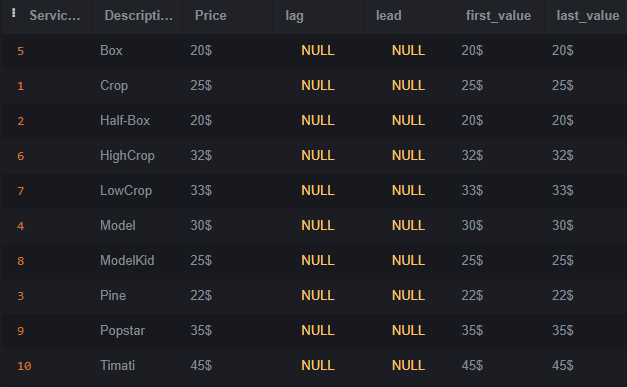 ⋮ Servic... Descripti... Price lag lead first_value last_value
5 Box 20$ NULL NULL 20$ 20$
1 Crop 25$ NULL NULL 25$ 25$
2 Half-Box 20$ NULL NULL 20$ 20$
6 HighCrop 32$ NULL NULL 32$ 32$
7 LowCrop 33$ NULL NULL 33$ 33$
4 Model 30$ NULL NULL 30$ 30$
8 ModelKid 25$ NULL NULL 25$ 25$
3 Pine 22$ NULL NULL 22$ 22$
9 Popstar 35$ NULL NULL 35$ 35$
10 Timati 45$ NULL NULL 45$ 45$